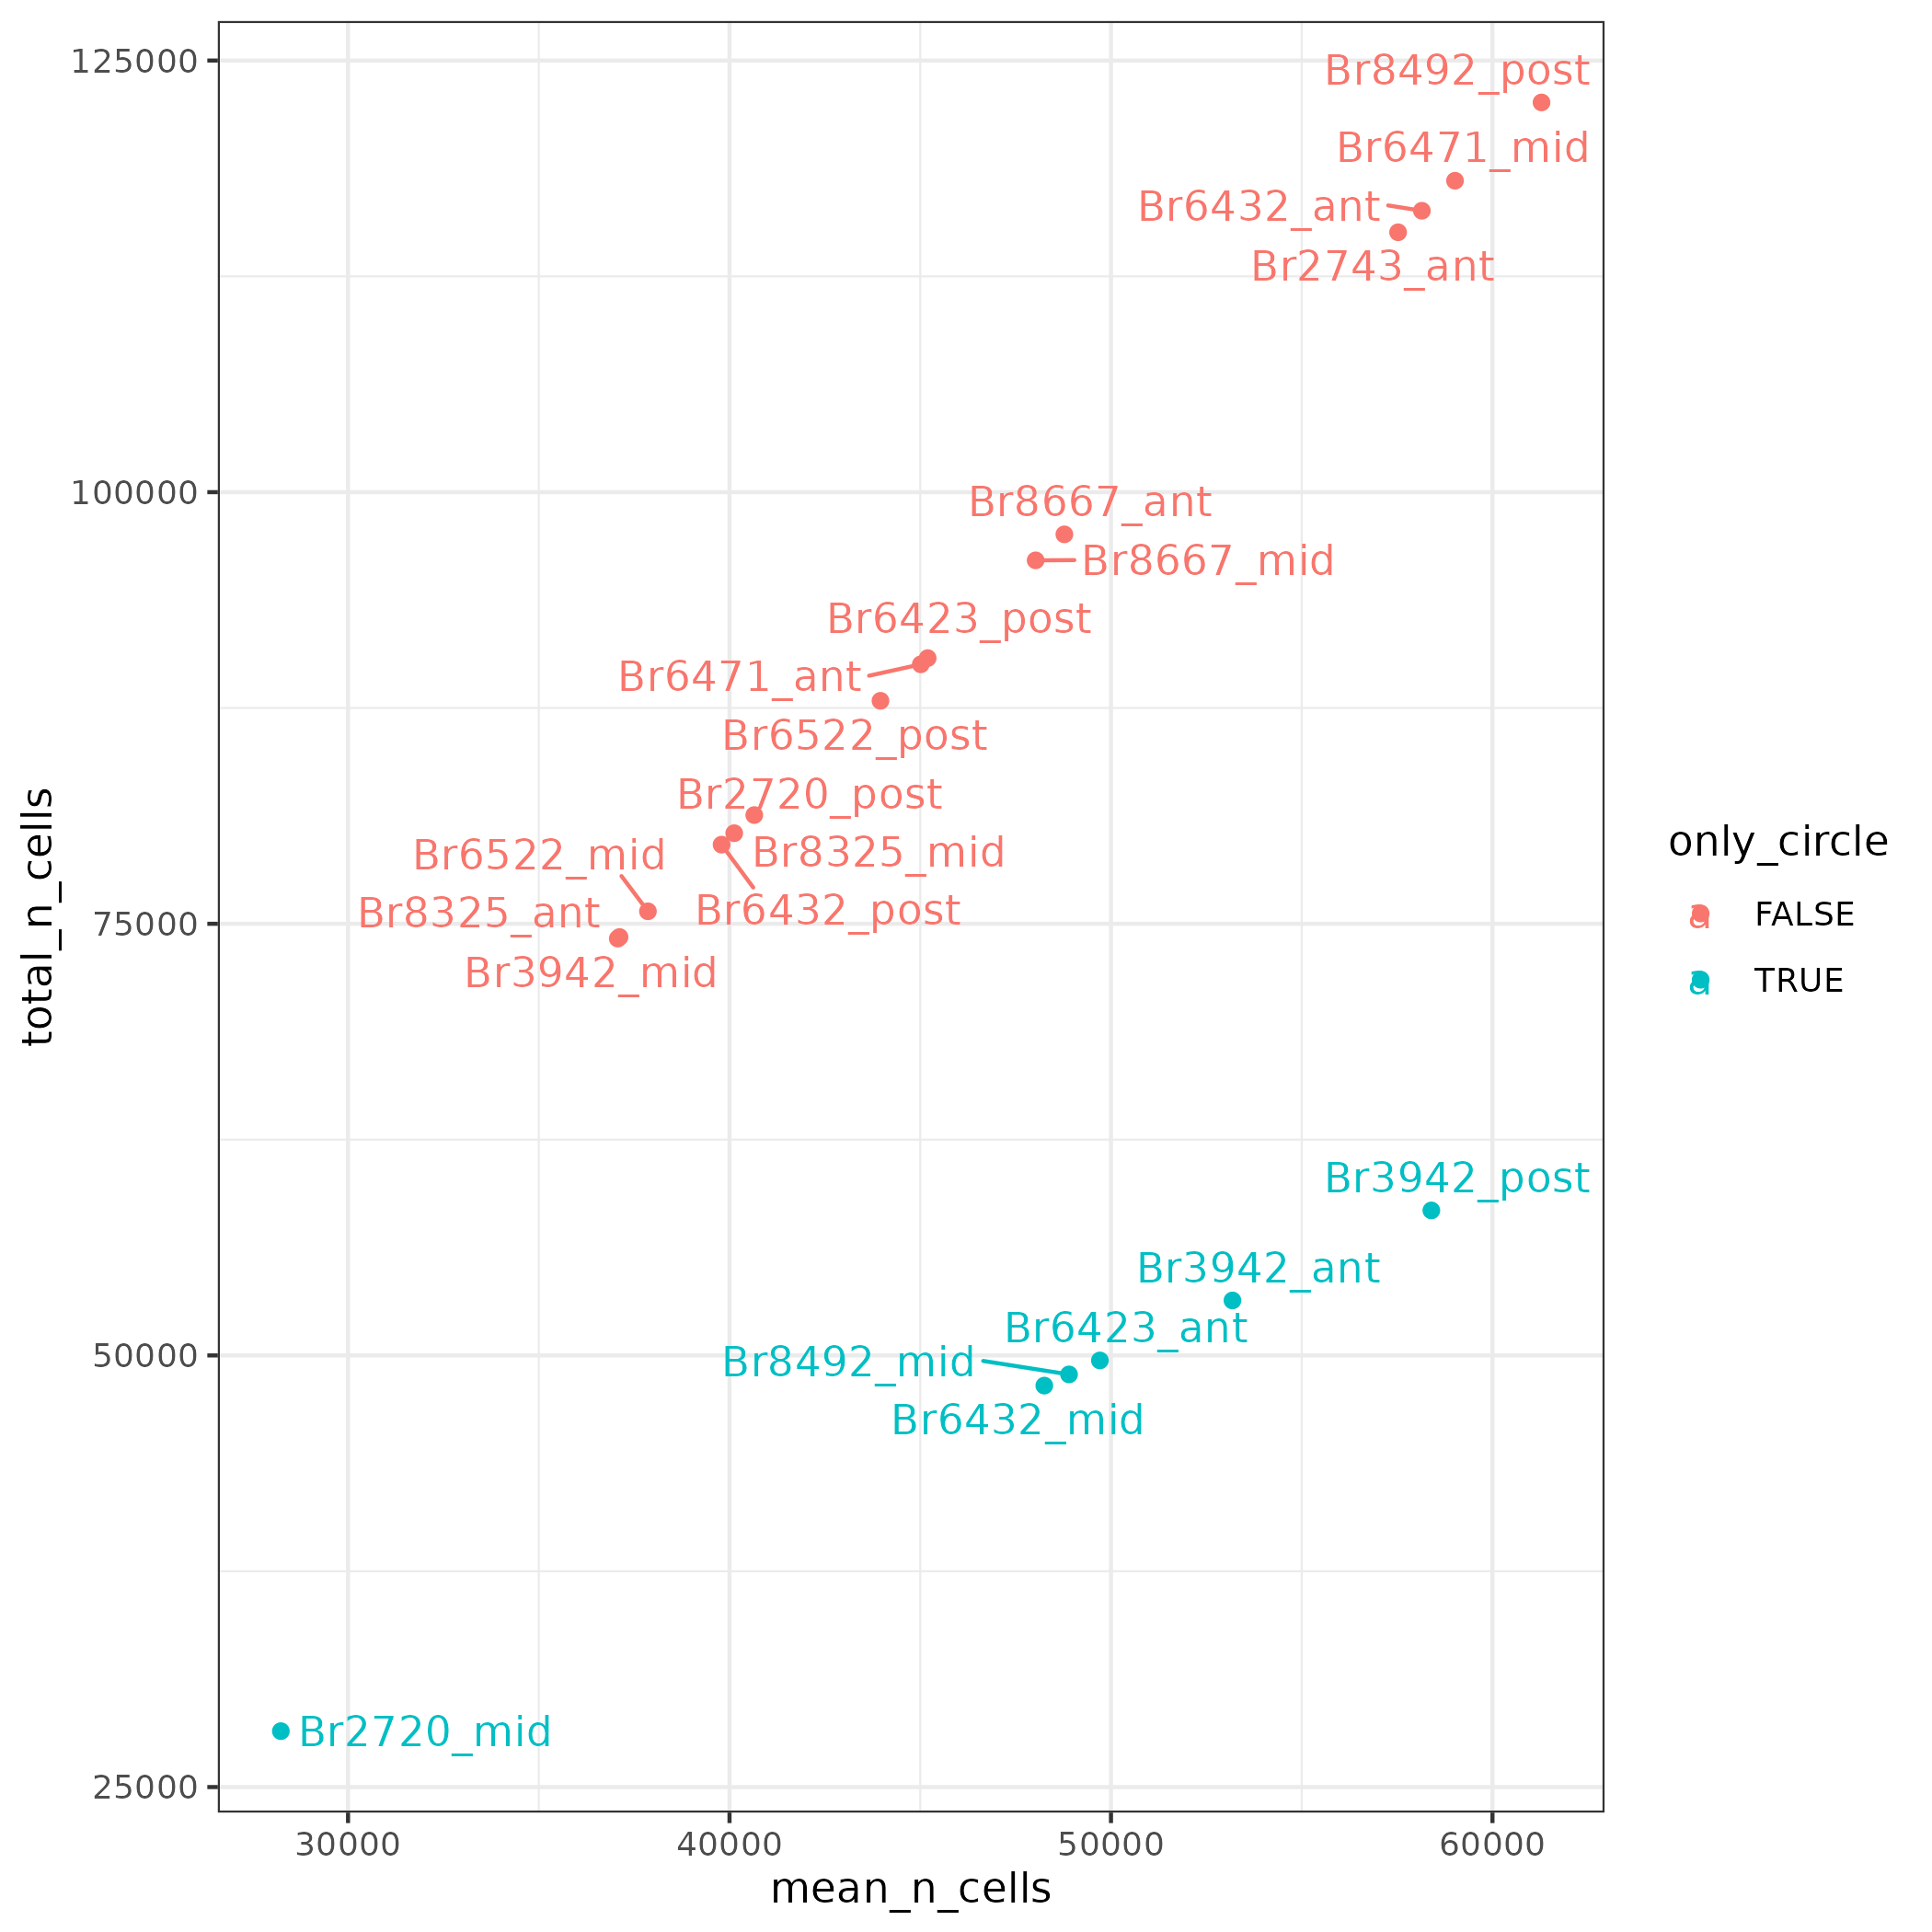 125000
100000
75000
50000
25000
total_n_cells
Br8492_post
Br6471_mid
Br6432_ant
Br2743_ant
Br8667_ant
Br8667_mid
Br6423_post
Br6471_ant
Br6522_post
Br2720_post
Br6522_mid
Br8325_mid
Br8325_ant
Br6432_post
Br3942_mid
Br3942_post
Br3942_ant
Br6423_ant
Br8492_mid
Br6432_mid
Br2720_mid
30000
40000
50000
60000
mean_n_cells
only_circle
a FALSE
a TRUE